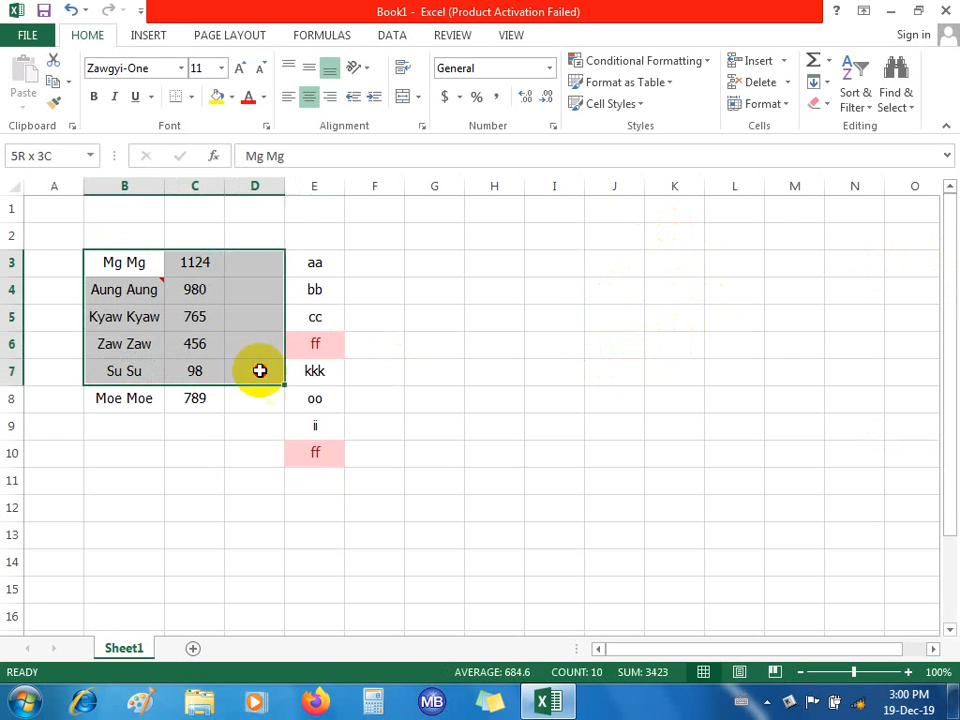 Book1 - Excel (Product Activation Failed)
FILE HOME INSERT PAGE LAYOUT FORMULAS DATA REVIEW VIEW Sign in
Paste Zawgyi-One 11 General Conditional Formatting Insert
B I U $ % , Format as Table Delete Sort & Find &
Cell Styles Format Filter Select
Clipboard Font Alignment Number Styles Cells Editing
5R x 3C fx Mg Mg
A B C D E F G H I J K L M N O
1
2
3 Mg Mg 1124 aa
4 Aung Aung 980 bb
5 Kyaw Kyaw 765 cc
6 Zaw Zaw 456 ff
7 Su Su 98 kkk
8 Moe Moe 789 oo
9 ii
10 ff
11
12
13
14
15
16
Sheet1
READY AVERAGE: 684.6 COUNT: 10 SUM: 3423 100%
MB 3:00 PM
19-Dec-19